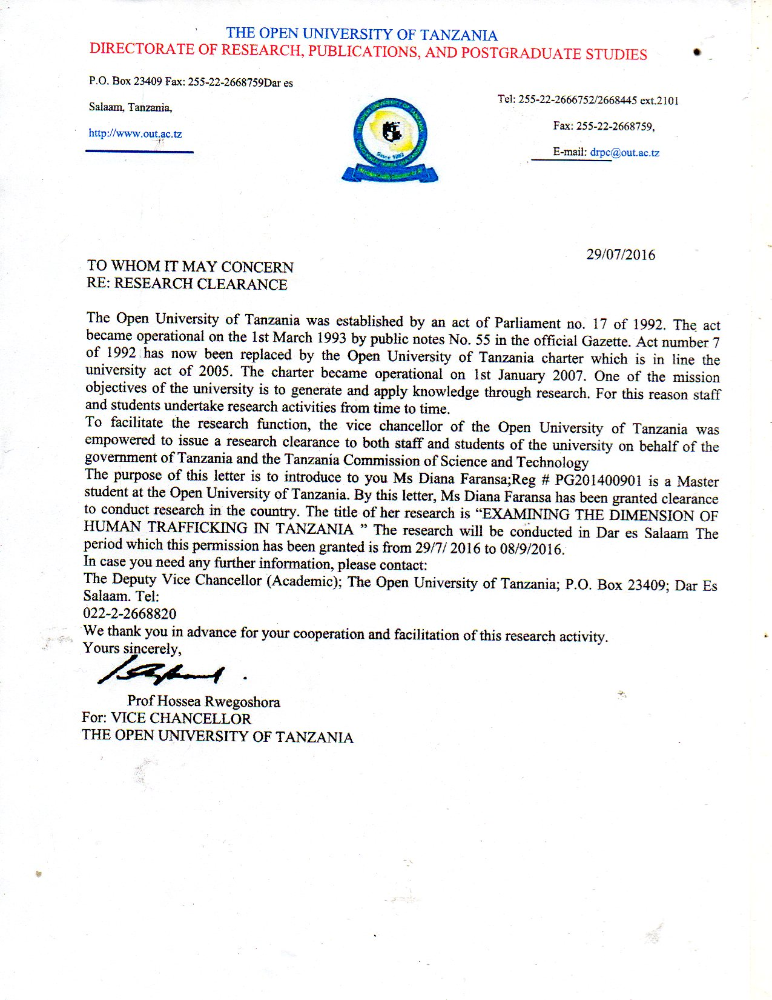 THE OPEN UNIVERSITY OF TANZANIA
DIRECTORATE OF RESEARCH, PUBLICATIONS, AND POSTGRADUATE STUDIES
P.O. Box 23409 Fax: 255-22-2668759Dar es
Salaam, Tanzania,
http://www.out.ac.tz
Tel: 255-22-2666752/2668445 ext.2101
Fax: 255-22-2668759,
E-mail: drpc@out.ac.tz
THE OPEN UNIVERSITY OF TANZANIA
Since 1992
29/07/2016
TO WHOM IT MAY CONCERN
RE: RESEARCH CLEARANCE
The Open University of Tanzania was established by an act of Parliament no. 17 of 1992. The act
became operational on the 1st March 1993 by public notes No. 55 in the official Gazette. Act number 7
of 1992 has now been replaced by the Open University of Tanzania charter which is in line the
university act of 2005. The charter became operational on 1st January 2007. One of the mission
objectives of the university is to generate and apply knowledge through research. For this reason staff
and students undertake research activities from time to time.
To facilitate the research function, the vice chancellor of the Open University of Tanzania was
empowered to issue a research clearance to both staff and students of the university on behalf of the
government of Tanzania and the Tanzania Commission of Science and Technology
The purpose of this letter is to introduce to you Ms Diana Faransa;Reg # PG201400901 is a Master
student at the Open University of Tanzania. By this letter, Ms Diana Faransa has been granted clearance
to conduct research in the country. The title of her research is “EXAMINING THE DIMENSION OF
HUMAN TRAFFICKING IN TANZANIA ” The research will be conducted in Dar es Salaam The
period which this permission has been granted is from 29/7/ 2016 to 08/9/2016.
In case you need any further information, please contact:
The Deputy Vice Chancellor (Academic); The Open University of Tanzania; P.O. Box 23409; Dar Es
Salaam. Tel:
022-2-2668820
We thank you in advance for your cooperation and facilitation of this research activity.
Yours sincerely,
Prof Hossea Rwegoshora
For: VICE CHANCELLOR
THE OPEN UNIVERSITY OF TANZANIA